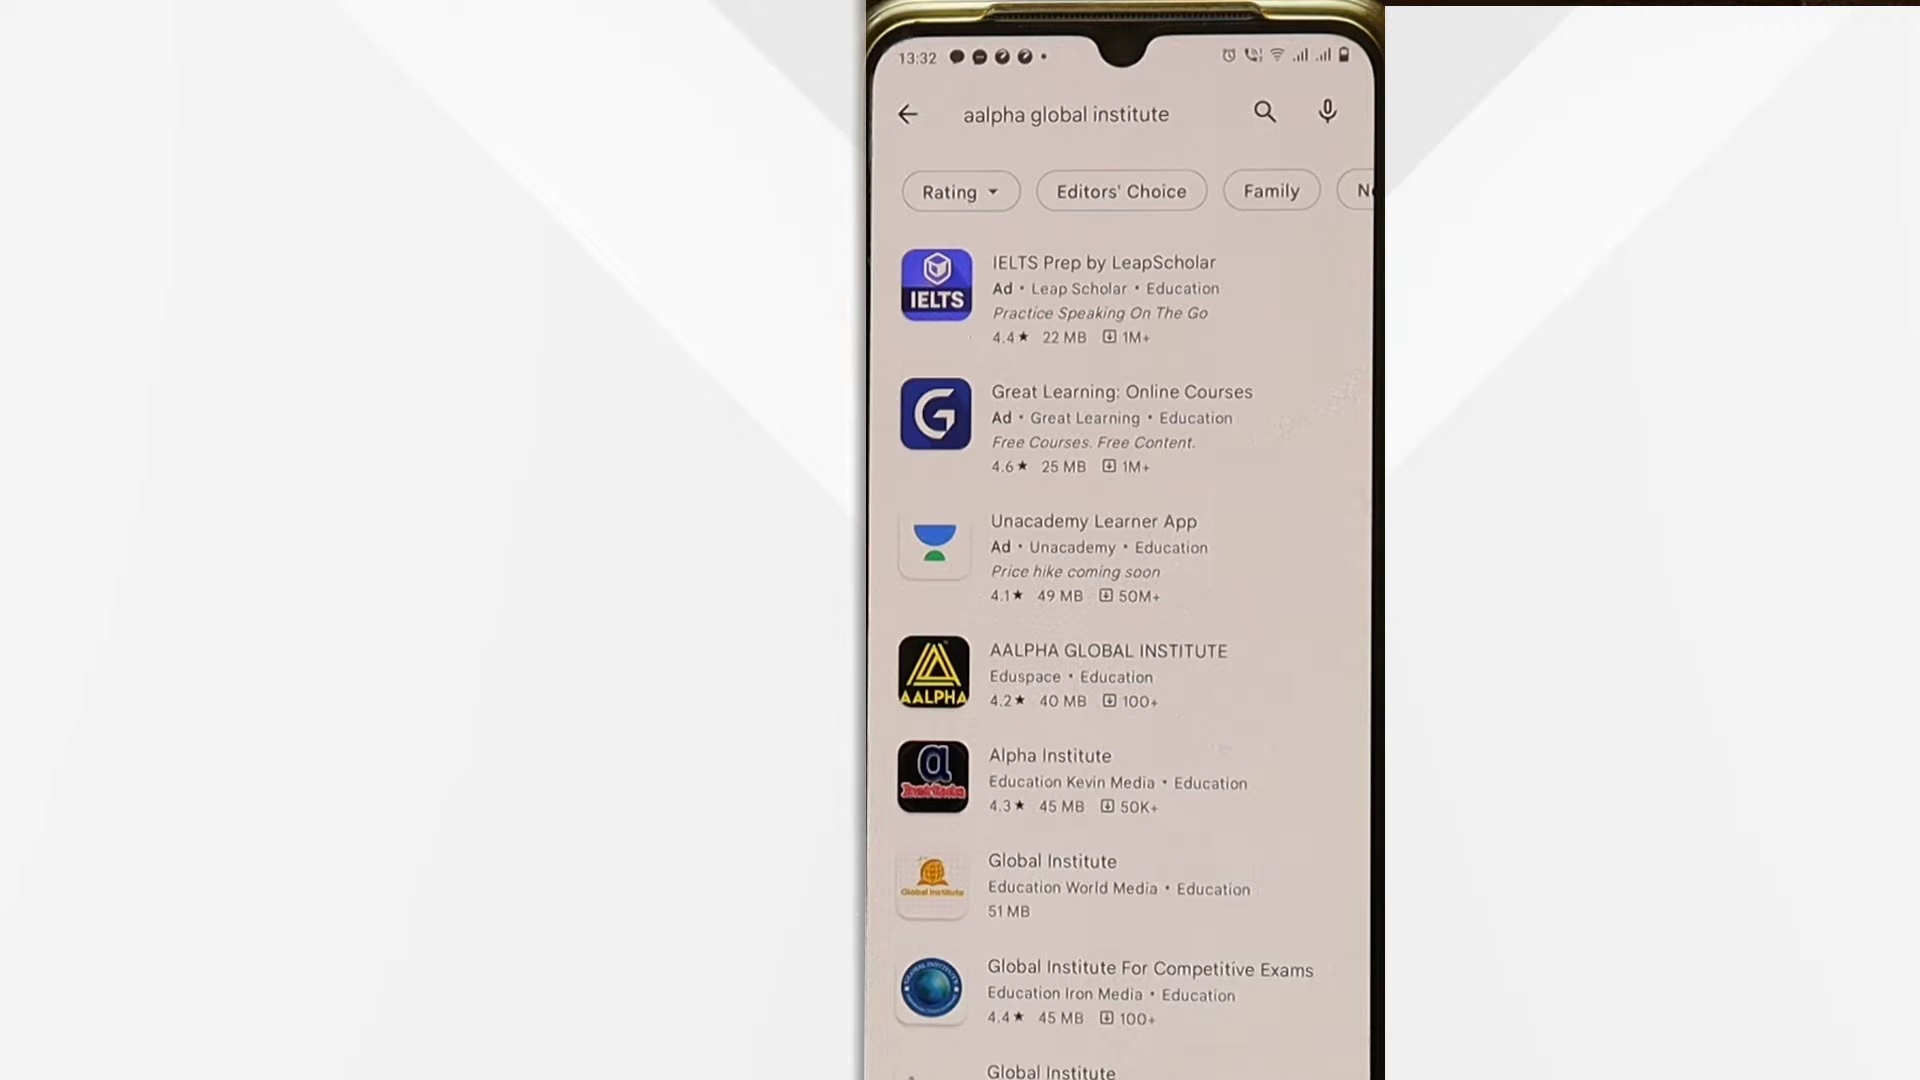 13:32
aalpha global institute
Rating
Editors' Choice
Family
IELTS
IELTS Prep by LeapScholar
Ad • Leap Scholar • Education
Practice Speaking On The Go
4.4★ 22 MB 1M+
Great Learning: Online Courses
Ad • Great Learning • Education
Free Courses. Free Content.
4.6★ 25 MB 1M+
Unacademy Learner App
Ad • Unacademy • Education
Price hike coming soon
4.1★ 49 MB 50M+
AALPHA
AALPHA GLOBAL INSTITUTE
Eduspace • Education
4.2★ 40 MB 100+
Alpha Institute
Education Kevin Media • Education
4.3★ 45 MB 50K+
Global Institute
Global Institute
Education World Media • Education
51 MB
Global Institute For Competitive Exams
Education Iron Media • Education
4.4★ 45 MB 100+
Global Institute